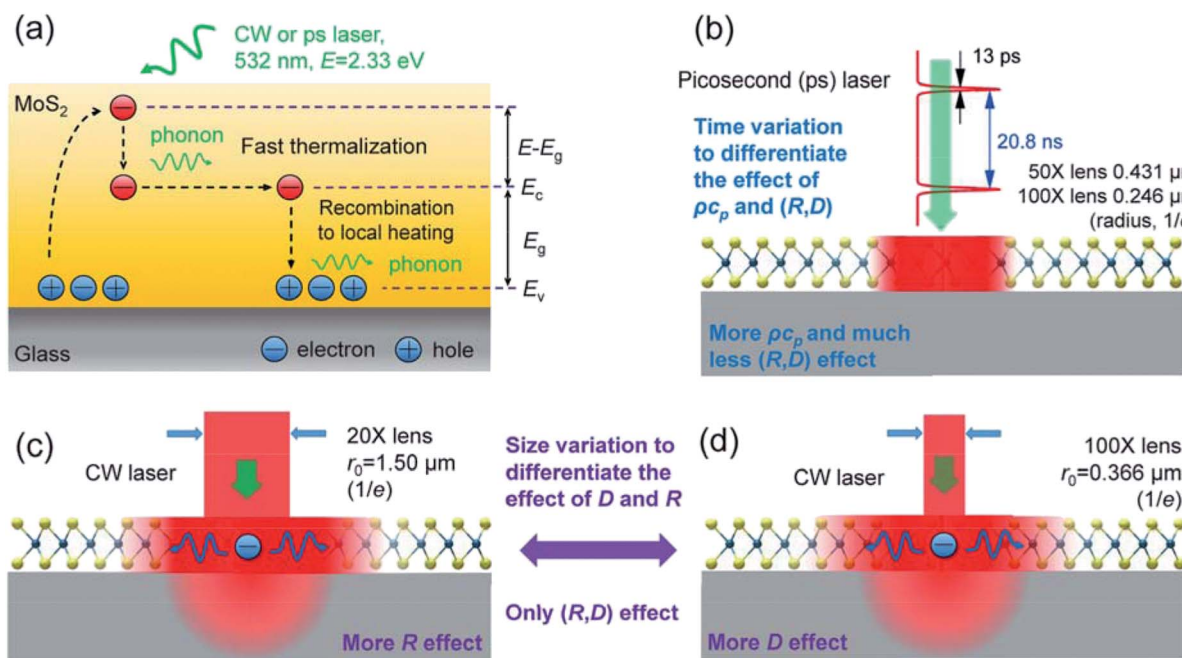 (a)
CW or ps laser,
532 nm, E=2.33 eV
MoS2
phonon
Fast thermalization
E-Eg
Ec
Recombination
to local heating
Eg
phonon
Ev
Glass
electron
hole
(b)
13 ps
Picosecond (ps) laser
Time variation
to differentiate
the effect of
ρcp and (R,D)
20.8 ns
50X lens 0.431 μm
100X lens 0.246 μm
(radius, 1/e
More ρcp and much
less (R,D) effect
(c)
20X lens
r0=1.50 μm
(1/e)
CW laser
More R effect
Size variation to
differentiate the
effect of D and R
Only (R,D) effect
(d)
100X lens
r0=0.366 μm
(1/e)
CW laser
More D effect